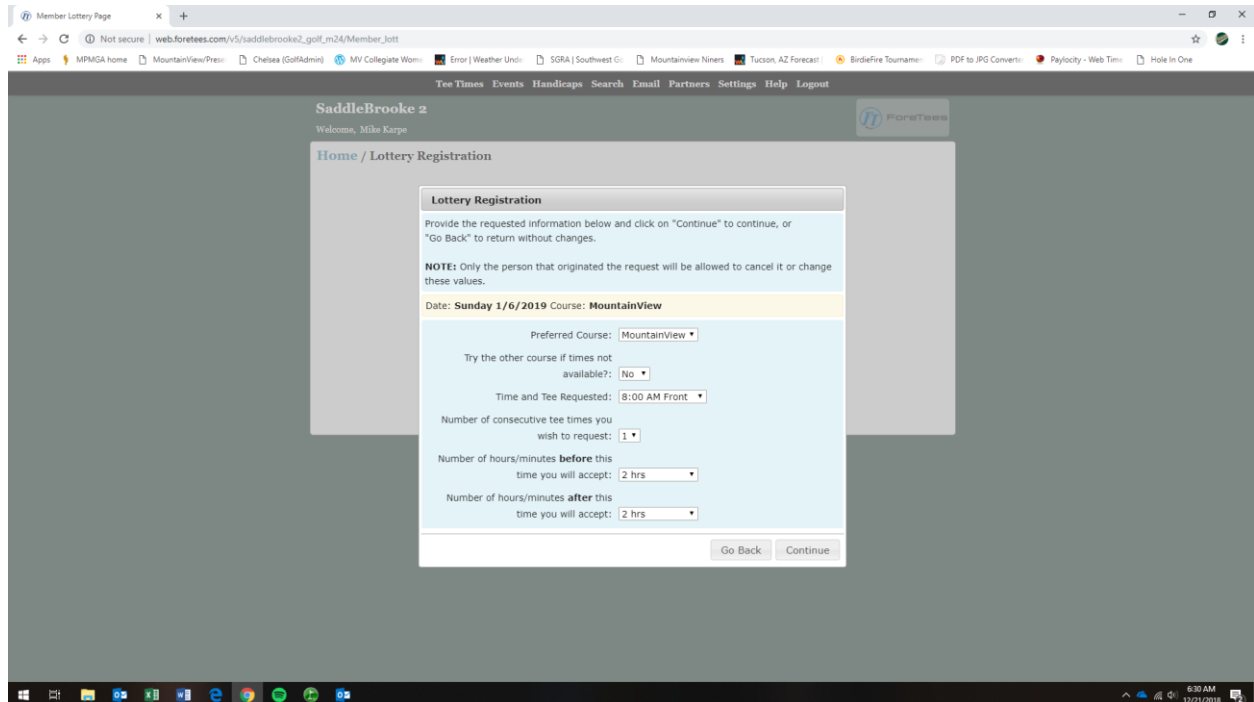 Member Lottery Page
Not secure | web.foretees.com/v5/saddlebrooke2_golf_m24/Member_lott
Apps MPMGA home MountainView/Prese Chelsea (GolfAdmin) MV Collegiate Wome Error | Weather Unde SGRA | Southwest Go Mountainview Niners Tucson, AZ Forecast | BirdieFire Tournamen PDF to JPG Converte Paylocity - Web Time Hole In One
Tee Times Events Handicaps Search Email Partners Settings Help Logout
SaddleBrooke 2
Welcome, Mike Karpe
ForeTees
Home / Lottery Registration
Lottery Registration
Provide the requested information below and click on "Continue" to continue, or
"Go Back" to return without changes.
NOTE: Only the person that originated the request will be allowed to cancel it or change
these values.
Date: Sunday 1/6/2019 Course: MountainView
Preferred Course: MountainView
Try the other course if times not
available?: No
Time and Tee Requested: 8:00 AM Front
Number of consecutive tee times you
wish to request: 1
Number of hours/minutes before this
time you will accept: 2 hrs
Number of hours/minutes after this
time you will accept: 2 hrs
Go Back Continue
6:30 AM
12/21/2018